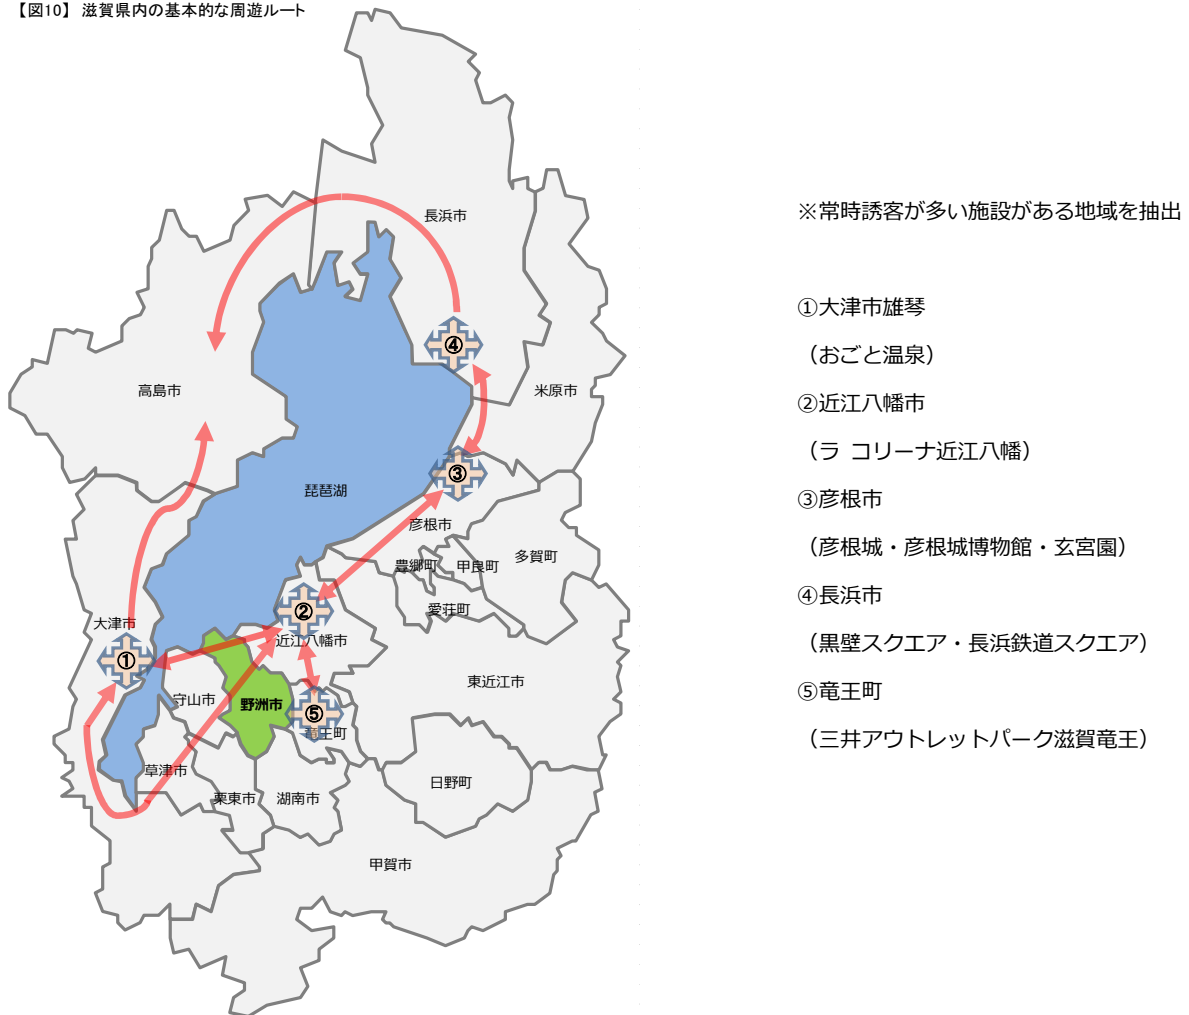 【図10】 滋賀県内の基本的な周遊ルート
長浜市
④
高島市
米原市
③
琵琶湖
彦根市
豊郷町
甲良町
多賀町
愛荘町
②
大津市
近江八幡市
①
守山市
野洲市
⑤
竜王町
東近江市
草津市
栗東市
湖南市
日野町
甲賀市
※常時誘客が多い施設がある地域を抽出
①大津市雄琴
（おごと温泉）
②近江八幡市
（ラ コリーナ近江八幡）
③彦根市
（彦根城・彦根城博物館・玄宮園）
④長浜市
（黒壁スクエア・長浜鉄道スクエア）
⑤竜王町
（三井アウトレットパーク滋賀竜王）